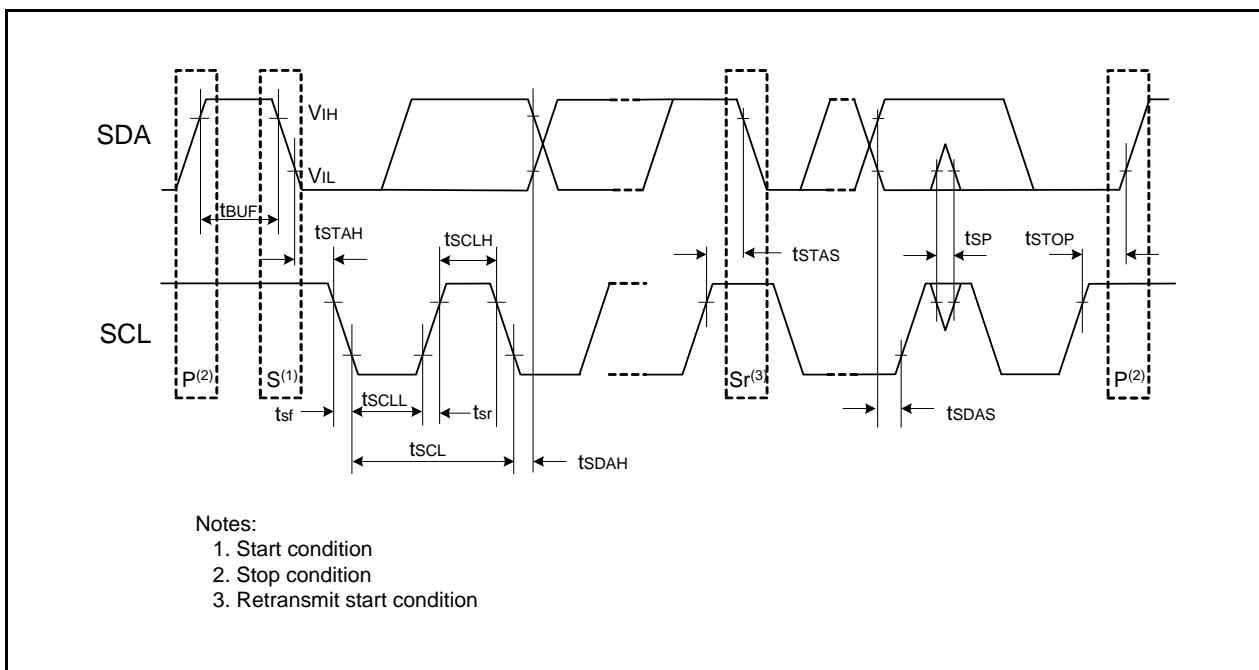 SDA
VIH
VIL
tBUF
tSTAH
tSCLH
tSTAS
tSP
tSTOP
SCL
P(2)
S(1)
Sr(3)
P(2)
tsf
tSCLL
tsr
tSCL
tSDAH
tSDAS
Notes:
1. Start condition
2. Stop condition
3. Retransmit start condition